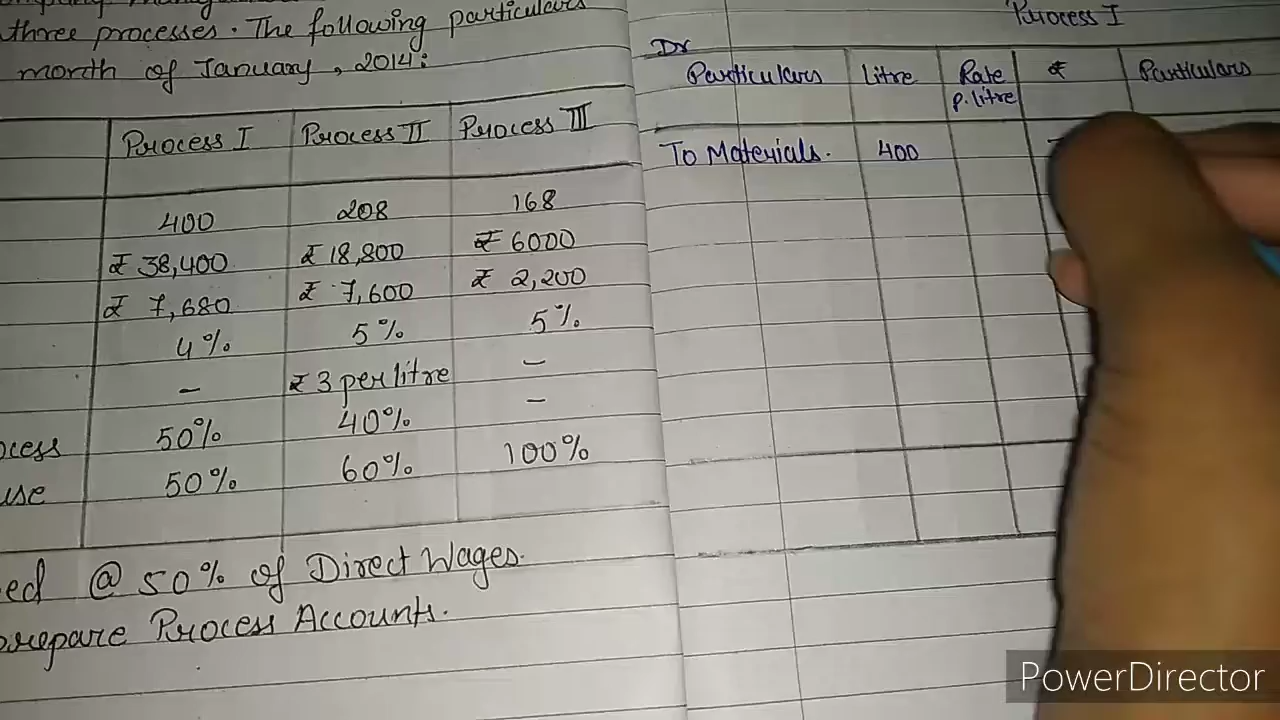 three processes. The following particulars
month of January, 2014:
Process I Process II Process III
400 208 168
₹ 38,400 ₹ 18,800 ₹ 6000
₹ 7,680 ₹ 7,600 ₹ 2,200
4% 5% 5%
- ₹ 3 per litre -
50% 40% -
50% 60% 100%
ed @ 50% of Direct Wages.
prepare Process Accounts.
Process I
Dr
Particulars Litre Rate p.litre ₹ Particulars
To Materials. 400
PowerDirector